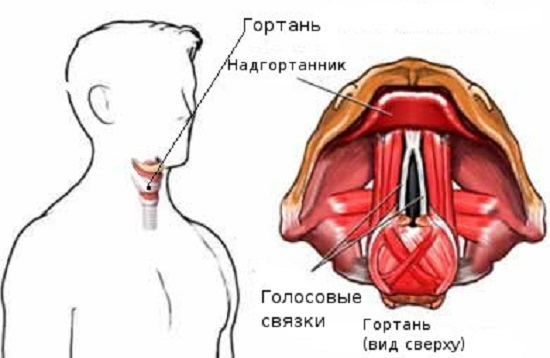 Гортань
Надгортанник
Голосовые
связки
Гортань
(вид сверху)